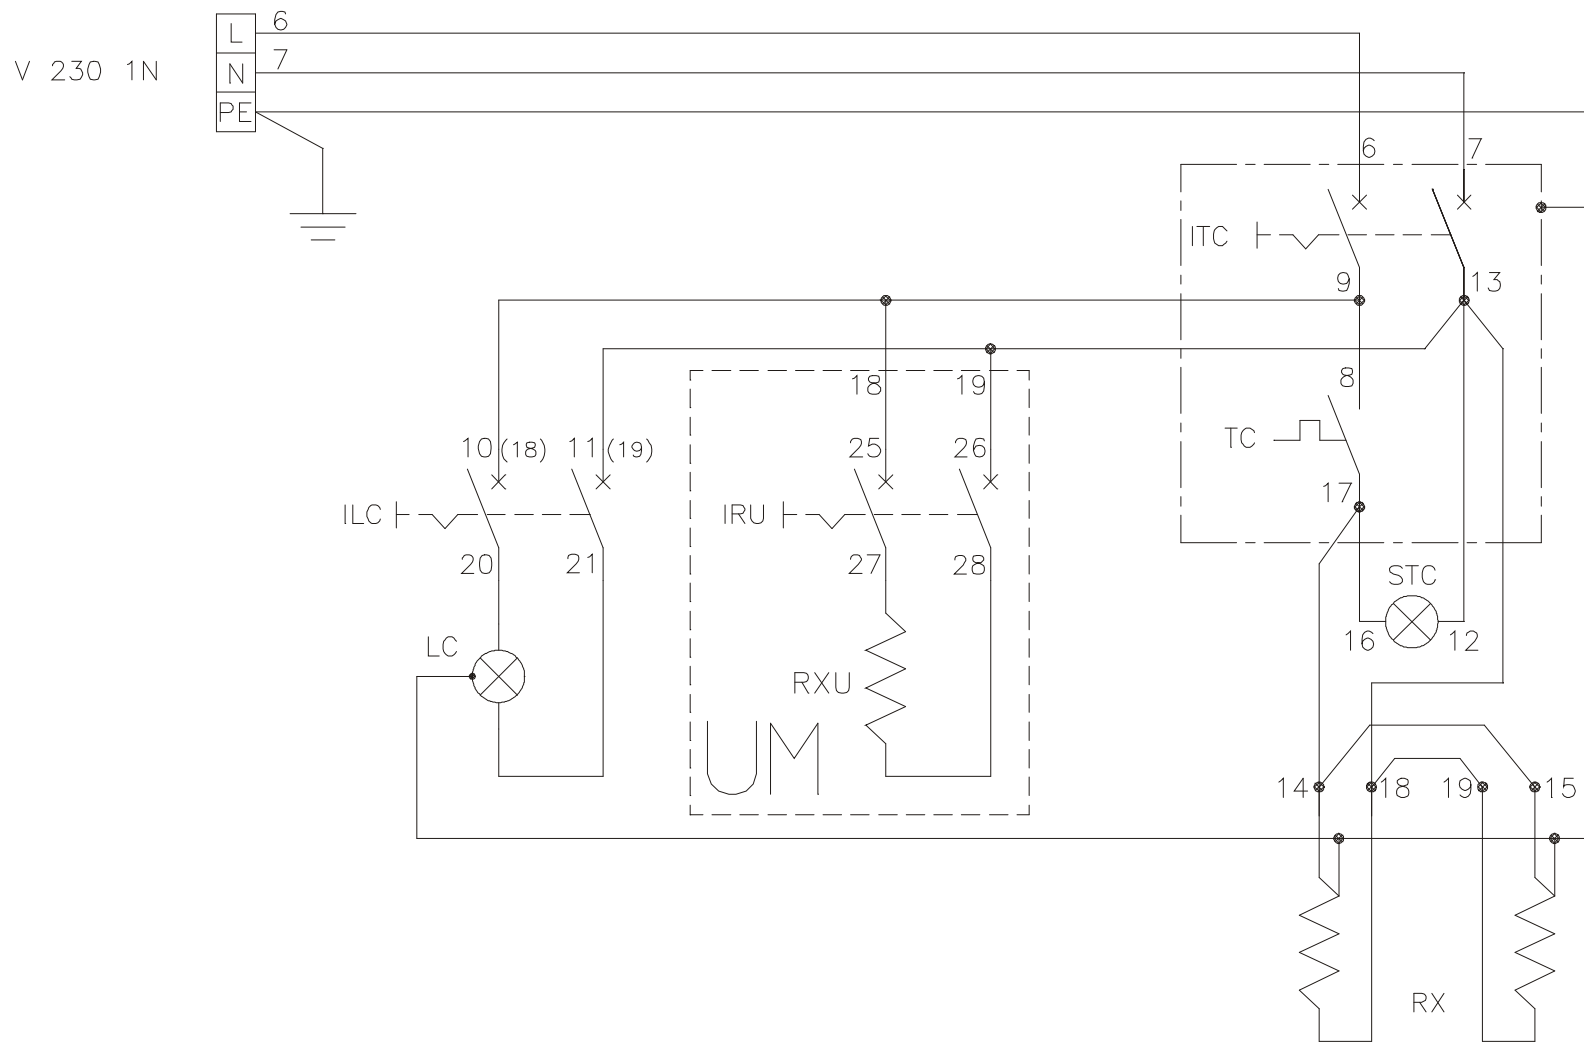 L 6
V 230 1N N 7
PE
6 7
ITC
9 13
18 19 8
10(18) 11(19) 25 26 TC
17
ILC IRU
20 21 27 28
STC
LC 16 12
RXU
UM
14 18 19 15
RX